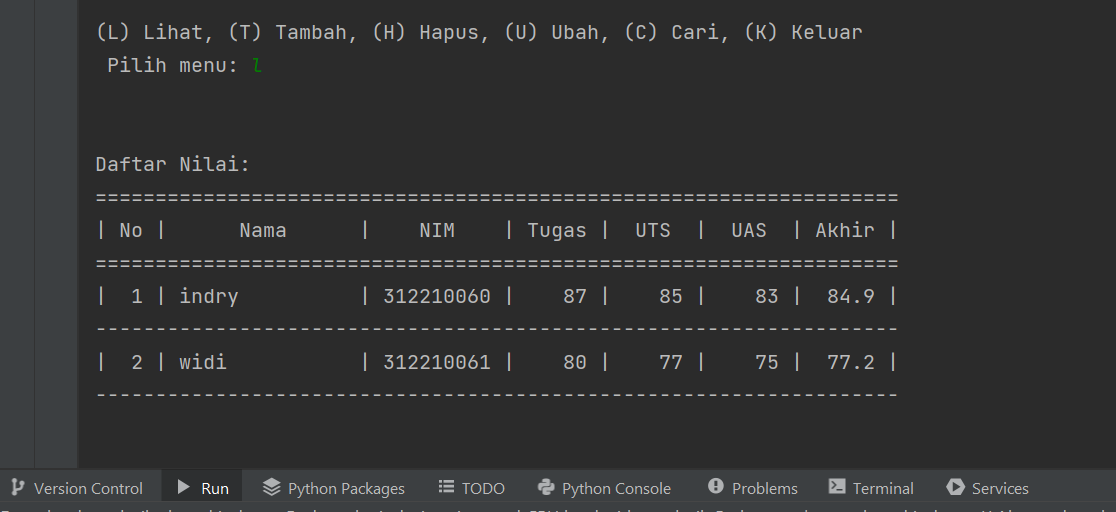 (L) Lihat, (T) Tambah, (H) Hapus, (U) Ubah, (C) Cari, (K) Keluar
Pilih menu: l
Daftar Nilai:
===================================================================
| No |      Nama      |    NIM    | Tugas |  UTS  |  UAS  | Akhir |
===================================================================
|  1 | indry          | 312210060 |    87 |    85 |    83 |  84.9 |
-------------------------------------------------------------------
|  2 | widi           | 312210061 |    80 |    77 |    75 |  77.2 |
-------------------------------------------------------------------
Version Control Run Python Packages TODO Python Console Problems Terminal Services